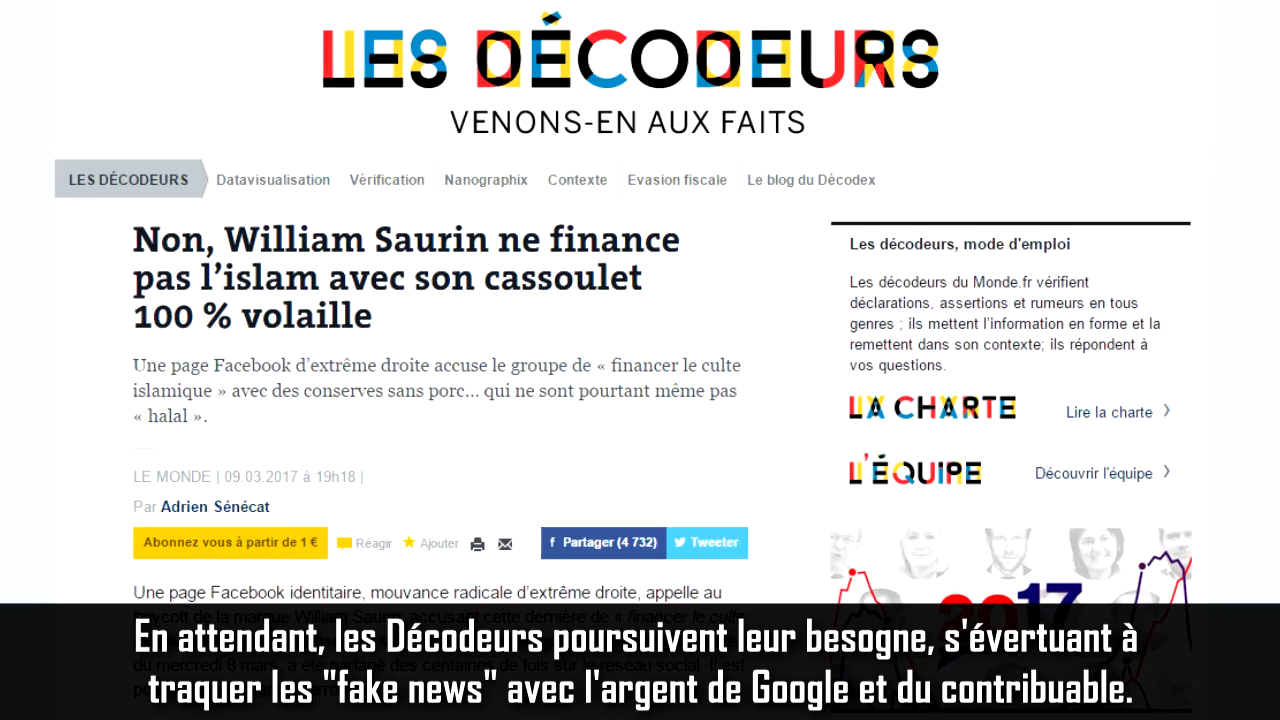 LES DÉCODEURS
VENONS-EN AUX FAITS
LES DÉCODEURS Datavisualisation Vérification Nanographix Contexte Evasion fiscale Le blog du Décodex
Non, William Saurin ne finance
pas l’islam avec son cassoulet
100 % volaille
Une page Facebook d’extrême droite accuse le groupe de « financer le culte
islamique » avec des conserves sans porc… qui ne sont pourtant même pas
« halal ».
LE MONDE | 09.03.2017 à 19h18 |
Par Adrien Sénécat
Abonnez vous à partir de 1 € Réagir Ajouter f Partager (4 732) Tweeter
Une page Facebook identitaire, mouvance radicale d’extrême droite, appelle au
Les décodeurs, mode d'emploi
Les décodeurs du Monde.fr vérifient
déclarations, assertions et rumeurs en tous
genres ; ils mettent l'information en forme et la
remettent dans son contexte; ils répondent à
vos questions.
LA CHARTE Lire la charte
L'ÉQUIPE Découvrir l'équipe
2017
En attendant, les Décodeurs poursuivent leur besogne, s'évertuant à
traquer les "fake news" avec l'argent de Google et du contribuable.